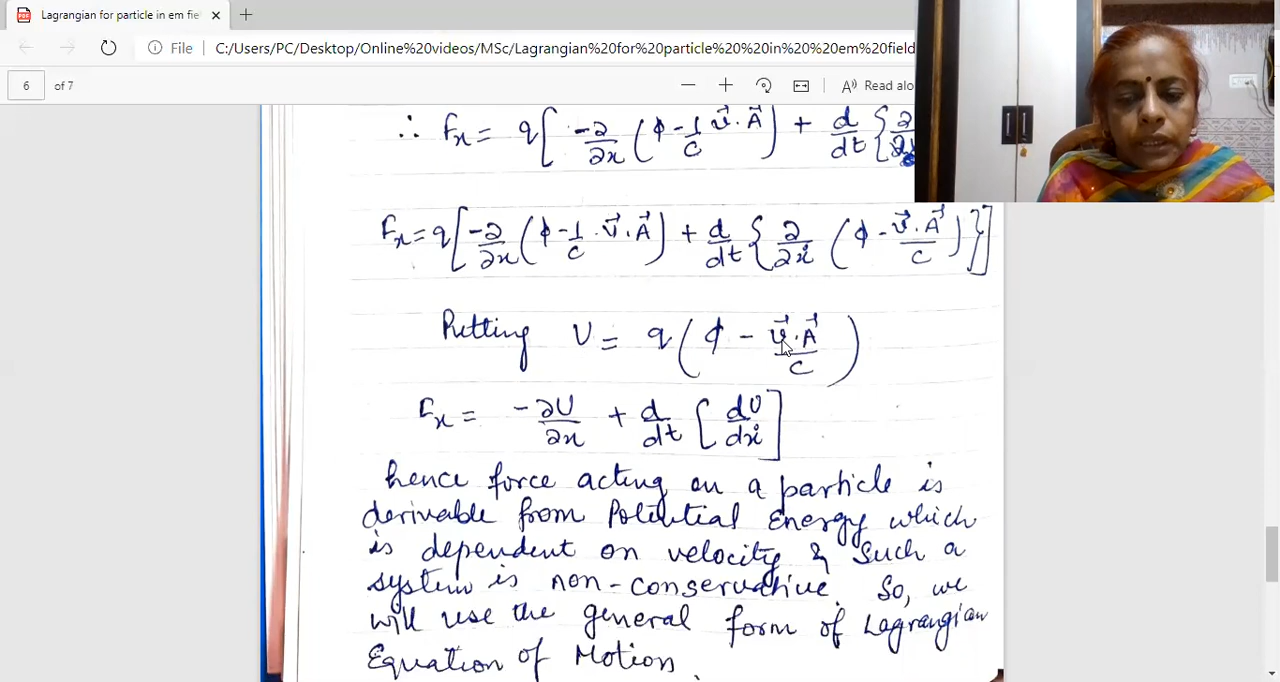 Lagrangian for particle in em fie
File C:/Users/PC/Desktop/Online%20videos/MSc/Lagrangian%20for%20particle%20%20in%20%20em%20field
6 of 7
Read alo
∴ Fx = q[ -∂/∂x (ϕ - 1/c v⃗·A⃗) + d/dt {∂/
Fx = q[ -∂/∂x (ϕ - 1/c · v⃗·A⃗) + d/dt { ∂/∂ẋ (ϕ - v⃗·A⃗/c) }]
Putting U = q(ϕ - v⃗·A⃗/c)
Fx = -∂U/∂x + d/dt [dU/dẋ]
hence force acting on a particle is
derivable from Potential Energy which
is dependent on velocity & such a
system is non-conservative. So, we
will use the general form of Lagrangian
Equation of Motion.